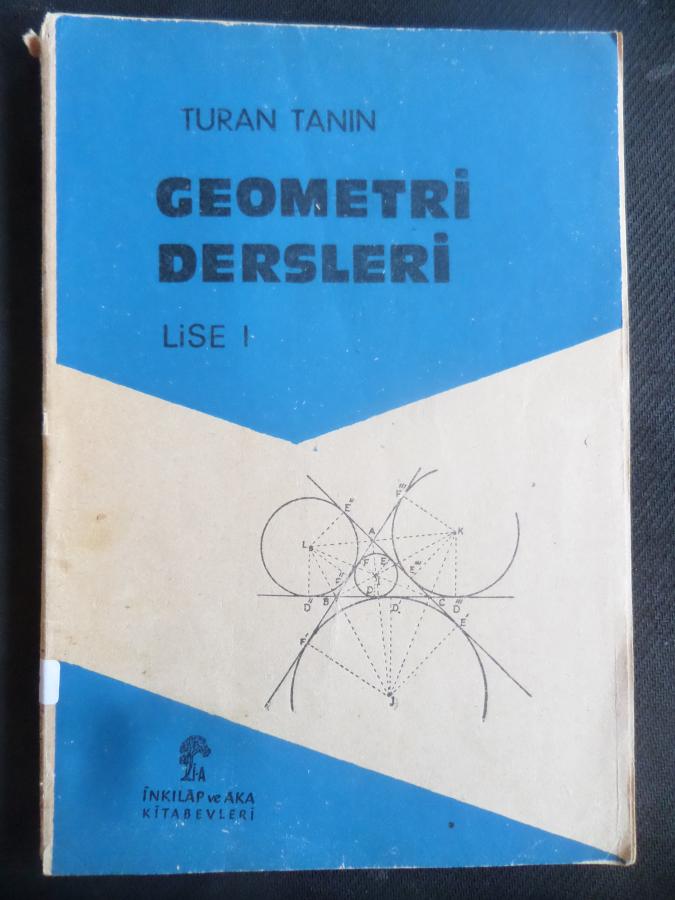 TURAN TANIN
GEOMETRİ
DERSLERİ
LİSE I
F'''
E''
A
K
L
F
E
E'''
I
F''
D
D''
B
D'
C
D'''
E'
F'
J
İ-A
İNKILÂP ve AKA
KİTABEVLERİ